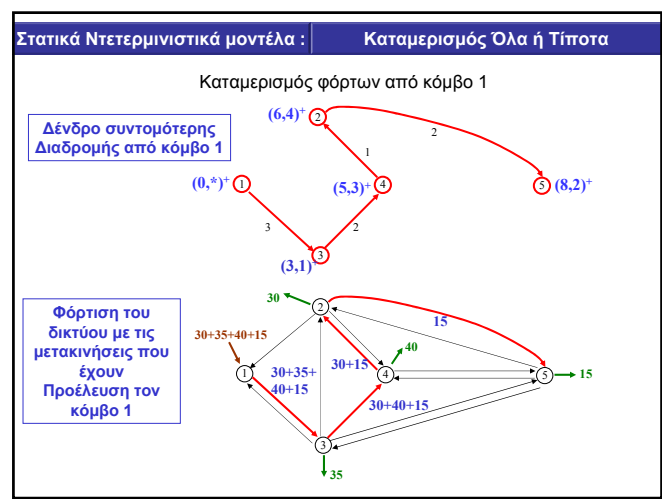 Στατικά Ντετερμινιστικά μοντέλα :
Καταμερισμός Όλα ή Τίποτα
Καταμερισμός φόρτων από κόμβο 1
Δένδρο συντομότερης
Διαδρομής από κόμβο 1
(6,4)⁺
2
2
1
(0,*)⁺
1
(5,3)⁺
4
5
(8,2)⁺
3
2
(3,1)⁺
3
Φόρτιση του
δικτύου με τις
μετακινήσεις που
έχουν
Προέλευση τον
κόμβο 1
30
2
15
30+35+40+15
40
1
30+35+
40+15
30+15
4
5
15
30+40+15
3
35